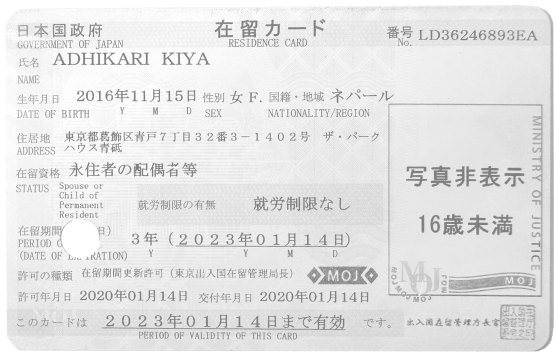 日本国政府 在留カード 番号 LD36246893EA
GOVERNMENT OF JAPAN RESIDENCE CARD No.
氏名 ADHIKARI KIYA
NAME
生年月日 2016年11月15日 性別 女 F. 国籍・地域 ネパール
DATE OF BIRTH Y M D SEX NATIONALITY/REGION
住居地 東京都葛飾区青戸7丁目32番3-1402号 ザ・パーク
ADDRESS ハウス青砥
在留資格 永住者の配偶者等
STATUS Spouse or
Child of
Permanent
Resident
就労制限の有無 就労制限なし
在留期間 日)
3年 (2023年01月14日)
PERIOD O
(DATE OF EXPIRATION) Y M D
許可の種類 在留期間更新許可 (東京出入国在留管理局長) MOJ
許可年月日 2020年01月14日 交付年月日 2020年01月14日
このカードは 2023年01月14日まで有効 です。
PERIOD OF VALIDITY OF THIS CARD
写真非表示
16歳未満
MINISTRY OF JUSTICE
MOJ
MOJ
出入国在留管理庁長官